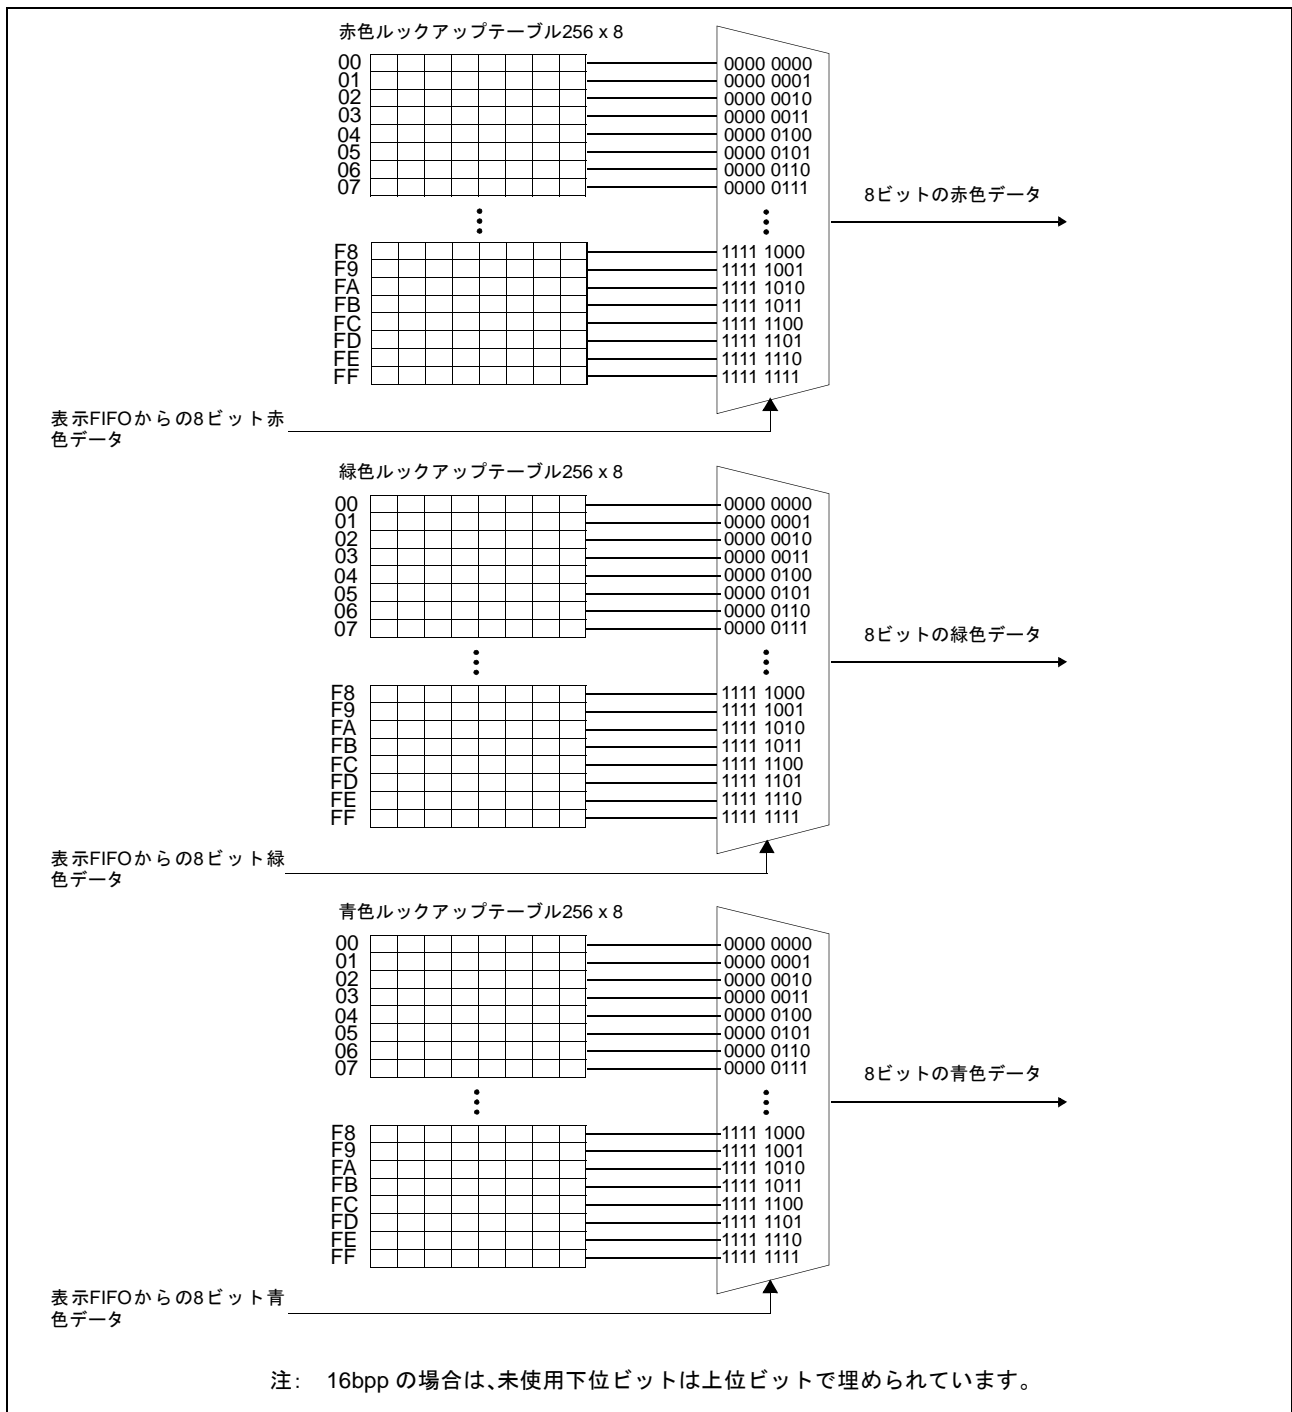 赤色ルックアップテーブル256 x 8
00 0000 0000
01 0000 0001
02 0000 0010
03 0000 0011
04 0000 0100
05 0000 0101
06 0000 0110
07 0000 0111
8ビットの赤色データ
F8 1111 1000
F9 1111 1001
FA 1111 1010
FB 1111 1011
FC 1111 1100
FD 1111 1101
FE 1111 1110
FF 1111 1111
表示FIFOからの8ビット赤
色データ
緑色ルックアップテーブル256 x 8
00 0000 0000
01 0000 0001
02 0000 0010
03 0000 0011
04 0000 0100
05 0000 0101
06 0000 0110
07 0000 0111
8ビットの緑色データ
F8 1111 1000
F9 1111 1001
FA 1111 1010
FB 1111 1011
FC 1111 1100
FD 1111 1101
FE 1111 1110
FF 1111 1111
表示FIFOからの8ビット緑
色データ
青色ルックアップテーブル256 x 8
00 0000 0000
01 0000 0001
02 0000 0010
03 0000 0011
04 0000 0100
05 0000 0101
06 0000 0110
07 0000 0111
8ビットの青色データ
F8 1111 1000
F9 1111 1001
FA 1111 1010
FB 1111 1011
FC 1111 1100
FD 1111 1101
FE 1111 1110
FF 1111 1111
表示FIFOからの8ビット青
色データ
注: 16bpp の場合は、未使用下位ビットは上位ビットで埋められています。